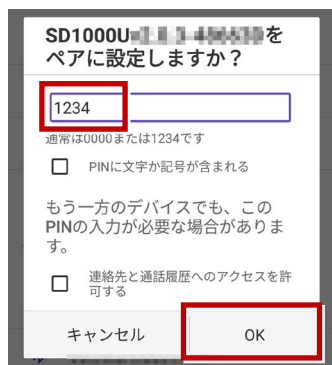 SD1000U を
ペアに設定しますか？
1234
通常は0000または1234です
PINに文字か記号が含まれる
もう一方のデバイスでも、この
PINの入力が必要な場合がありま
す。
連絡先と通話履歴へのアクセスを許
可する
キャンセル OK